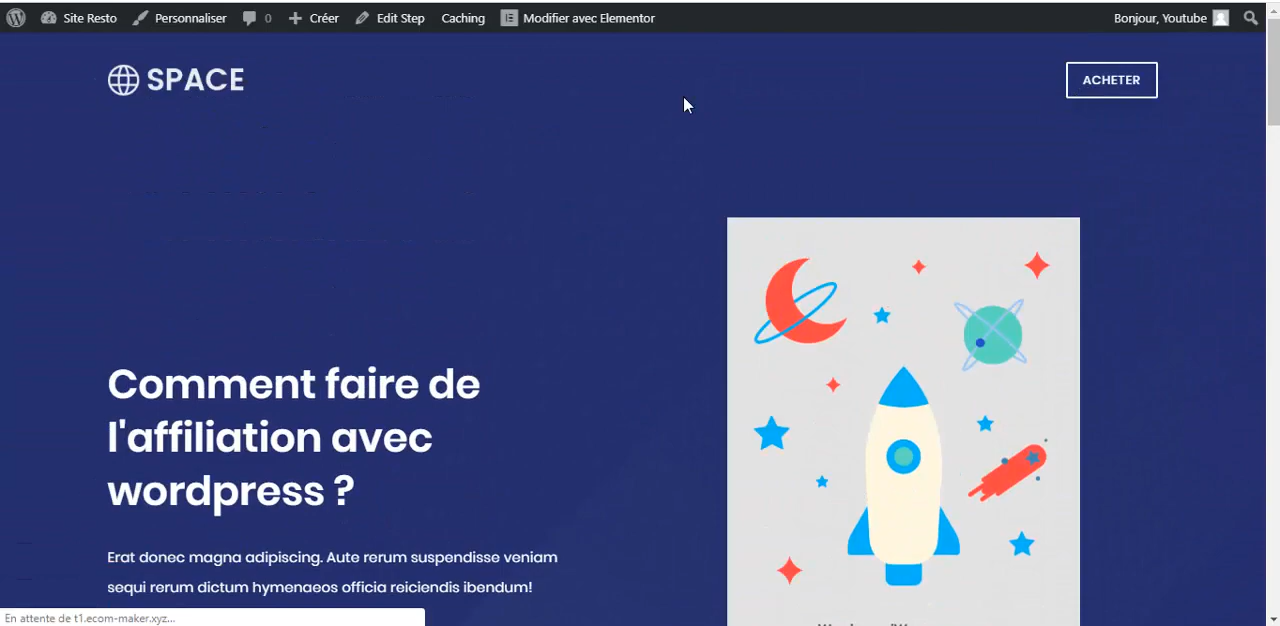 Site Resto Personnaliser 0 Créer Edit Step Caching Modifier avec Elementor Bonjour, Youtube
SPACE ACHETER
Comment faire de
l'affiliation avec
wordpress ?
Erat donec magna adipiscing. Aute rerum suspendisse veniam
sequi rerum dictum hymenaeos officia reiciendis ibendum!
En attente de t1.ecom-maker.xyz...